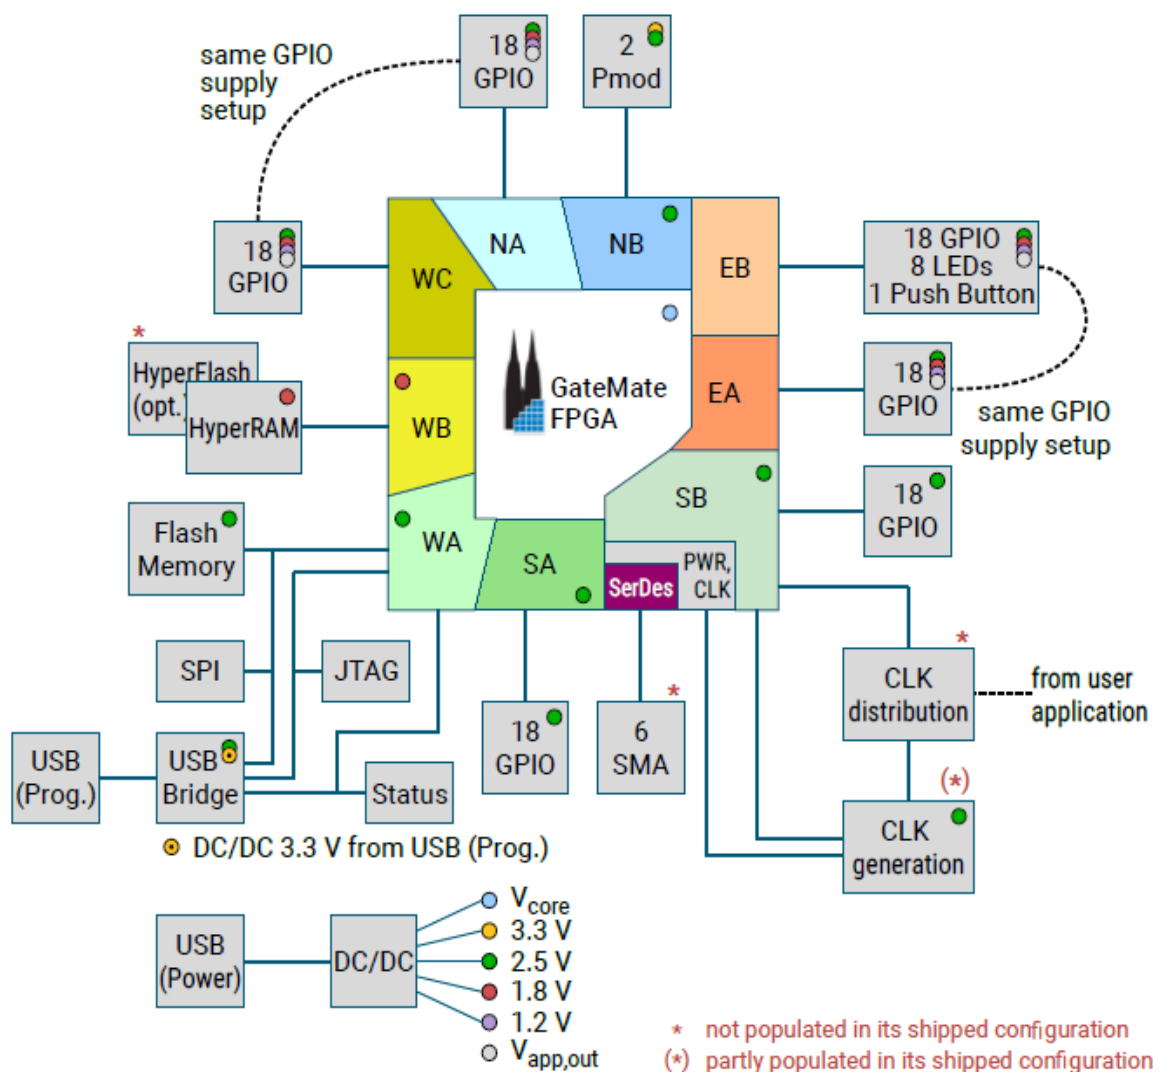 same GPIO
supply
setup
18
GPIO
2
Pmod
18
GPIO
WC
NA
NB
EB
18 GPIO
8 LEDs
1 Push Button
*
HyperFlash
(opt.)
HyperRAM
WB
GateMate
FPGA
EA
18
GPIO
same GPIO
supply setup
Flash
Memory
WA
SA
SB
18
GPIO
SerDes
PWR,
CLK
SPI
JTAG
18
GPIO
*
6
SMA
*
CLK
distribution
from user
application
USB
(Prog.)
USB
Bridge
Status
(*)
CLK
generation
DC/DC 3.3 V from USB (Prog.)
USB
(Power)
DC/DC
Vcore
3.3 V
2.5 V
1.8 V
1.2 V
Vapp,out
* not populated in its shipped configuration
(*) partly populated in its shipped configuration